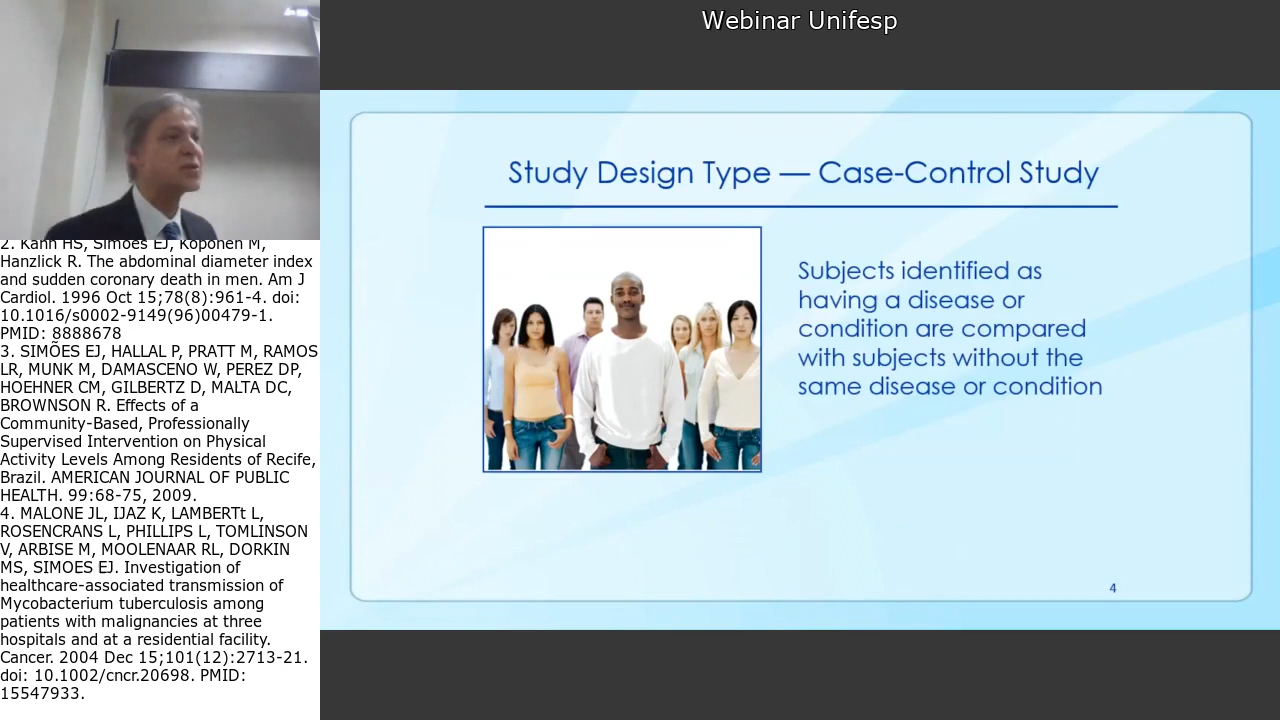 Webinar Unifesp
Study Design Type — Case-Control Study
Subjects identified as
having a disease or
condition are compared
with subjects without the
same disease or condition
4
2. Kahn HS, Simoes EJ, Koponen M,
Hanzlick R. The abdominal diameter index
and sudden coronary death in men. Am J
Cardiol. 1996 Oct 15;78(8):961-4. doi:
10.1016/s0002-9149(96)00479-1.
PMID: 8888678
3. SIMÕES EJ, HALLAL P, PRATT M, RAMOS
LR, MUNK M, DAMASCENO W, PEREZ DP,
HOEHNER CM, GILBERTZ D, MALTA DC,
BROWNSON R. Effects of a
Community-Based, Professionally
Supervised Intervention on Physical
Activity Levels Among Residents of Recife,
Brazil. AMERICAN JOURNAL OF PUBLIC
HEALTH. 99:68-75, 2009.
4. MALONE JL, IJAZ K, LAMBERTt L,
ROSENCRANS L, PHILLIPS L, TOMLINSON
V, ARBISE M, MOOLENAAR RL, DORKIN
MS, SIMOES EJ. Investigation of
healthcare-associated transmission of
Mycobacterium tuberculosis among
patients with malignancies at three
hospitals and at a residential facility.
Cancer. 2004 Dec 15;101(12):2713-21.
doi: 10.1002/cncr.20698. PMID:
15547933.